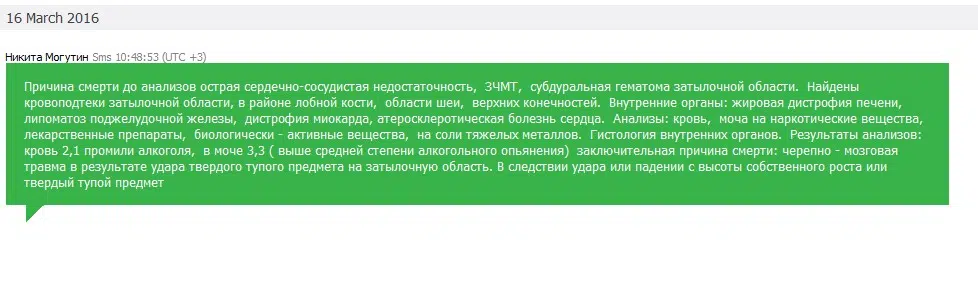 16 March 2016
Никита Могутин Sms 10:48:53 (UTC +3)
Причина смерти до анализов острая сердечно-сосудистая недостаточность, ЗЧМТ, субдуральная гематома затылочной области. Найдены
кровоподтеки затылочной области, в районе лобной кости, области шеи, верхних конечностей. Внутренние органы: жировая дистрофия печени,
липоматоз поджелудочной железы, дистрофия миокарда, атеросклеротическая болезнь сердца. Анализы: кровь, моча на наркотические вещества,
лекарственные препараты, биологически - активные вещества, на соли тяжелых металлов. Гистология внутренних органов. Результаты анализов:
кровь 2,1 промили алкоголя, в моче 3,3 ( выше средней степени алкогольного опьянения) заключительная причина смерти: черепно - мозговая
травма в результате удара твердого тупого предмета на затылочную область. В следствии удара или падении с высоты собственного роста или
твердый тупой предмет